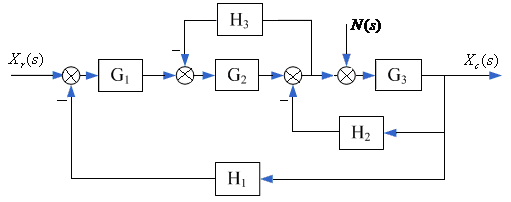 H₃
N(s)
Xᵣ(s) G₁ G₂ G₃ X꜀(s)
−
−
−
H₂
−
H₁